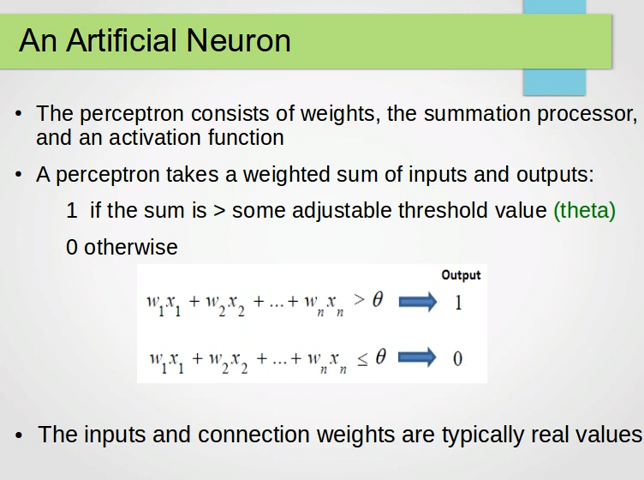 An Artificial Neuron
• The perceptron consists of weights, the summation processor,
and an activation function
• A perceptron takes a weighted sum of inputs and outputs:
1 if the sum is > some adjustable threshold value (theta)
0 otherwise
Output
w₁x₁ + w₂x₂ + ... + wₙxₙ > θ 1
w₁x₁ + w₂x₂ + ... + wₙxₙ ≤ θ 0
• The inputs and connection weights are typically real values